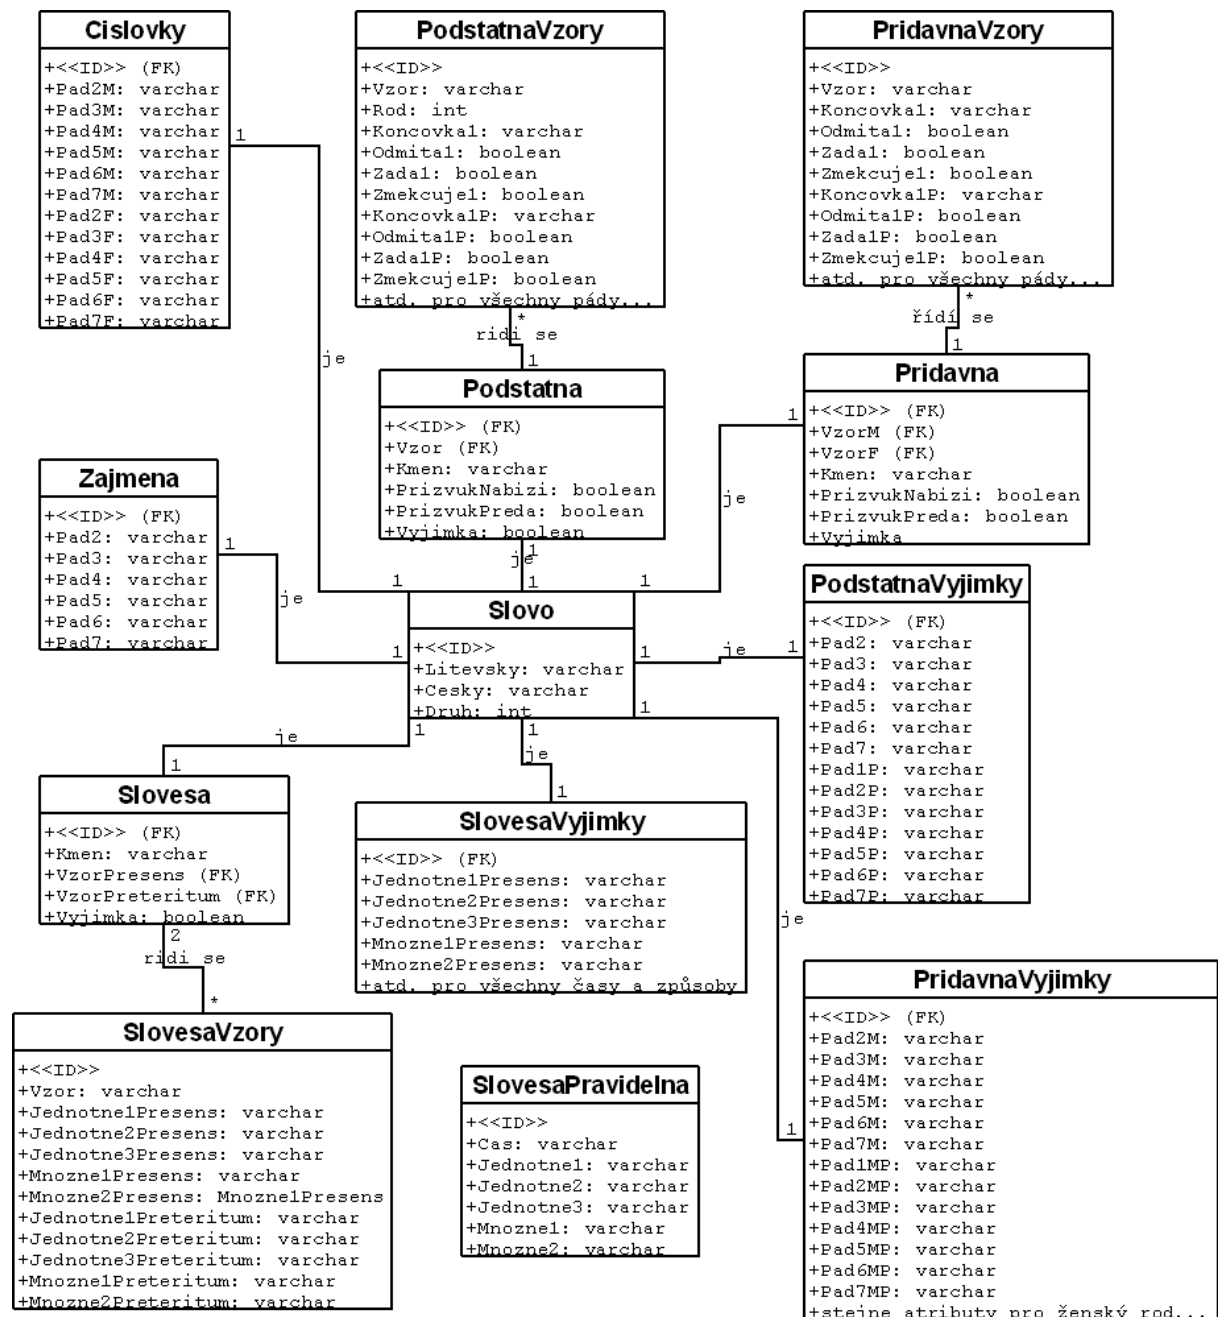 Cislovky
+<<ID>> (FK)
+Pad2M: varchar
+Pad3M: varchar
+Pad4M: varchar
+Pad5M: varchar
+Pad6M: varchar
+Pad7M: varchar
+Pad2F: varchar
+Pad3F: varchar
+Pad4F: varchar
+Pad5F: varchar
+Pad6F: varchar
+Pad7F: varchar
1
je
1
PodstatnaVzory
+<<ID>>
+Vzor: varchar
+Rod: int
+Koncovka1: varchar
+Odmita1: boolean
+Zada1: boolean
+Zmekcuje1: boolean
+Koncovka1P: varchar
+Odmita1P: boolean
+Zada1P: boolean
+Zmekcuje1P: boolean
+atd. pro všechny pády...
*
ridi se
1
PridavnaVzory
+<<ID>>
+Vzor: varchar
+Koncovka1: varchar
+Odmita1: boolean
+Zada1: boolean
+Zmekcuje1: boolean
+Koncovka1P: varchar
+Odmita1P: boolean
+Zada1P: boolean
+Zmekcuje1P: boolean
+atd. pro všechny pády...
*
řídí se
1
Podstatna
+<<ID>> (FK)
+Vzor (FK)
+Kmen: varchar
+PrizvukNabizi: boolean
+PrizvukPreda: boolean
+Vyjimka: boolean
1
je
1
Pridavna
+<<ID>> (FK)
+VzorM (FK)
+VzorF (FK)
+Kmen: varchar
+PrizvukNabizi: boolean
+PrizvukPreda: boolean
+Vyjimka
1
je
1
Zajmena
+<<ID>> (FK)
+Pad2: varchar
+Pad3: varchar
+Pad4: varchar
+Pad5: varchar
+Pad6: varchar
+Pad7: varchar
1
je
1
Slovo
+<<ID>>
+Litevsky: varchar
+Cesky: varchar
+Druh: int
1
je
1
PodstatnaVyjimky
+<<ID>> (FK)
+Pad2: varchar
+Pad3: varchar
+Pad4: varchar
+Pad5: varchar
+Pad6: varchar
+Pad7: varchar
+Pad1P: varchar
+Pad2P: varchar
+Pad3P: varchar
+Pad4P: varchar
+Pad5P: varchar
+Pad6P: varchar
+Pad7P: varchar
1
je
1
Slovesa
+<<ID>> (FK)
+Kmen: varchar
+VzorPresens (FK)
+VzorPreteritum (FK)
+Vyjimka: boolean
2
ridi se
*
1
je
1
SlovesaVyjimky
+<<ID>> (FK)
+Jednotne1Presens: varchar
+Jednotne2Presens: varchar
+Jednotne3Presens: varchar
+Mnozne1Presens: varchar
+Mnozne2Presens: varchar
+atd. pro všechny časy a způsoby
1
je
1
SlovesaVzory
+<<ID>>
+Vzor: varchar
+Jednotne1Presens: varchar
+Jednotne2Presens: varchar
+Jednotne3Presens: varchar
+Mnozne1Presens: varchar
+Mnozne2Presens: Mnozne1Presens
+Jednotne1Preteritum: varchar
+Jednotne2Preteritum: varchar
+Jednotne3Preteritum: varchar
+Mnozne1Preteritum: varchar
+Mnozne2Preteritum: varchar
SlovesaPravidelna
+<<ID>>
+Cas: varchar
+Jednotne1: varchar
+Jednotne2: varchar
+Jednotne3: varchar
+Mnozne1: varchar
+Mnozne2: varchar
PridavnaVyjimky
+<<ID>> (FK)
+Pad2M: varchar
+Pad3M: varchar
+Pad4M: varchar
+Pad5M: varchar
+Pad6M: varchar
+Pad7M: varchar
+Pad1MP: varchar
+Pad2MP: varchar
+Pad3MP: varchar
+Pad4MP: varchar
+Pad5MP: varchar
+Pad6MP: varchar
+Pad7MP: varchar
+stejne atributy pro ženský rod...